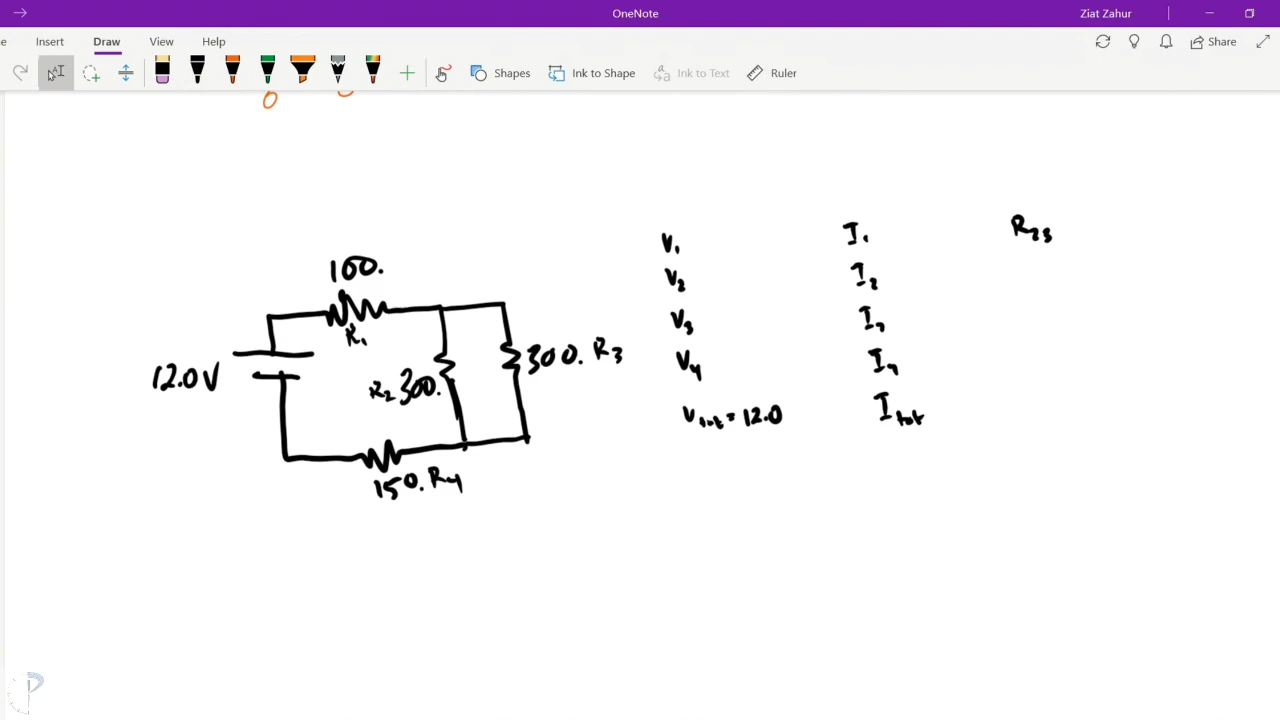 OneNote
Ziat Zahur
Insert Draw View Help
Share
Shapes
Ink to Shape
Ink to Text
Ruler
100.
R1
12.0V
R2 300.
300. R3
150. R4
V1 I1 R23
V2 I2
V3 I3
V4 I4
Vtot = 12.0 Itot